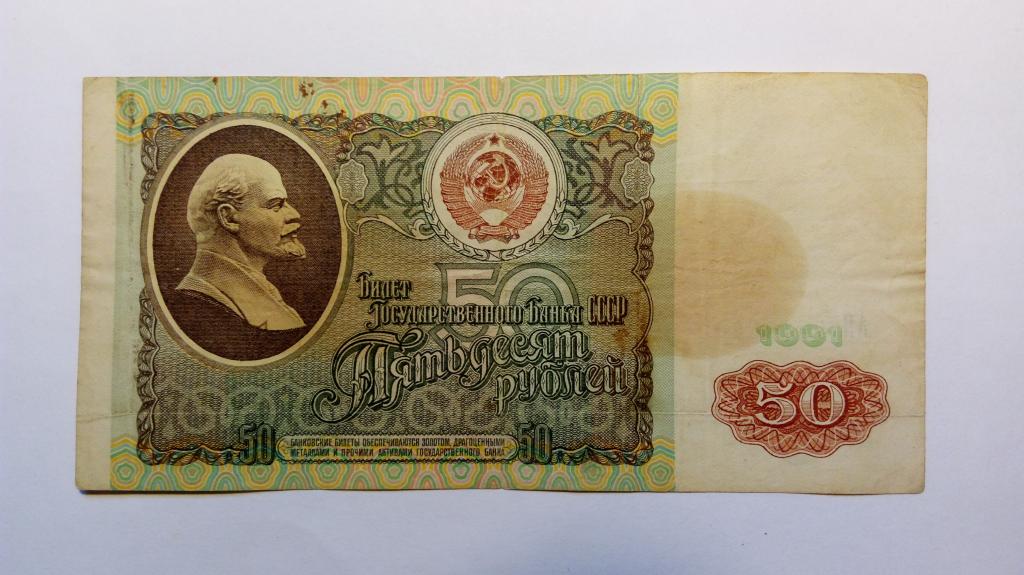 50
Билет
Государственного Банка СССР
Пятьдесят
рублей
1991
50
50
БАНКОВСКИЕ БИЛЕТЫ ОБЕСПЕЧИВАЮТСЯ ЗОЛОТОМ, ДРАГОЦЕННЫМИ
МЕТАЛЛАМИ И ПРОЧИМИ АКТИВАМИ ГОСУДАРСТВЕННОГО БАНКА
50